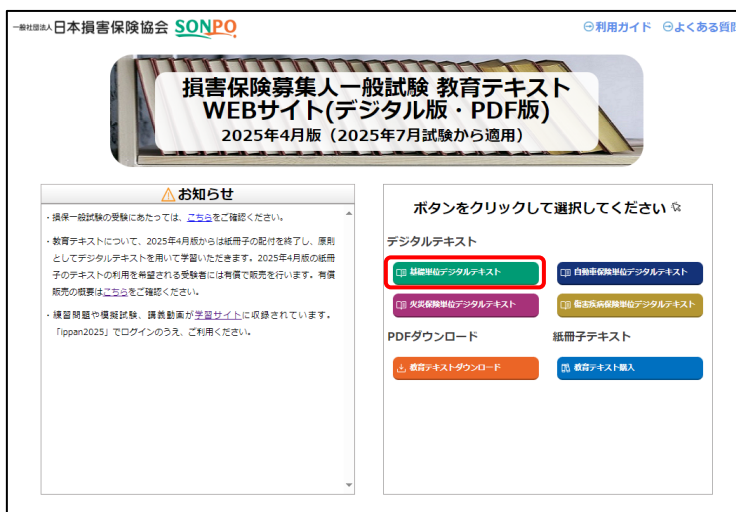 一般社団法人日本損害保険協会 SONPO
利用ガイド よくある質問
損害保険募集人一般試験 教育テキスト
WEBサイト(デジタル版・PDF版)
2025年4月版（2025年7月試験から適用）
お知らせ
・損保一般試験の受験にあたっては、こちらをご確認ください。
・教育テキストについて、2025年4月版からは紙冊子の配付を終了し、原則
としてデジタルテキストを用いて学習いただきます。2025年4月版の紙冊
子のテキストの利用を希望される受験者には有償で販売を行います。有償
販売の概要はこちらをご確認ください。
・練習問題や模擬試験、講義動画が学習サイトに収録されています。
「ippan2025」でログインのうえ、ご利用ください。
ボタンをクリックして選択してください
デジタルテキスト
基礎単位デジタルテキスト
自動車保険単位デジタルテキスト
火災保険単位デジタルテキスト
傷害疾病保険単位デジタルテキスト
PDFダウンロード
紙冊子テキスト
教育テキストダウンロード
教育テキスト購入